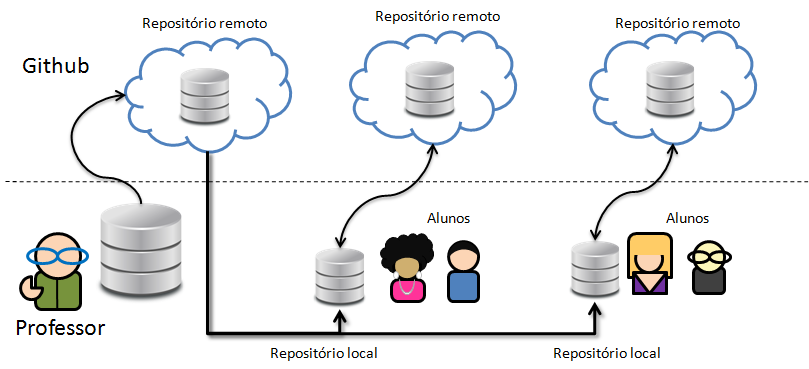 Repositório remoto
Repositório remoto
Repositório remoto
Github
Alunos
Alunos
Professor
Repositório local
Repositório local